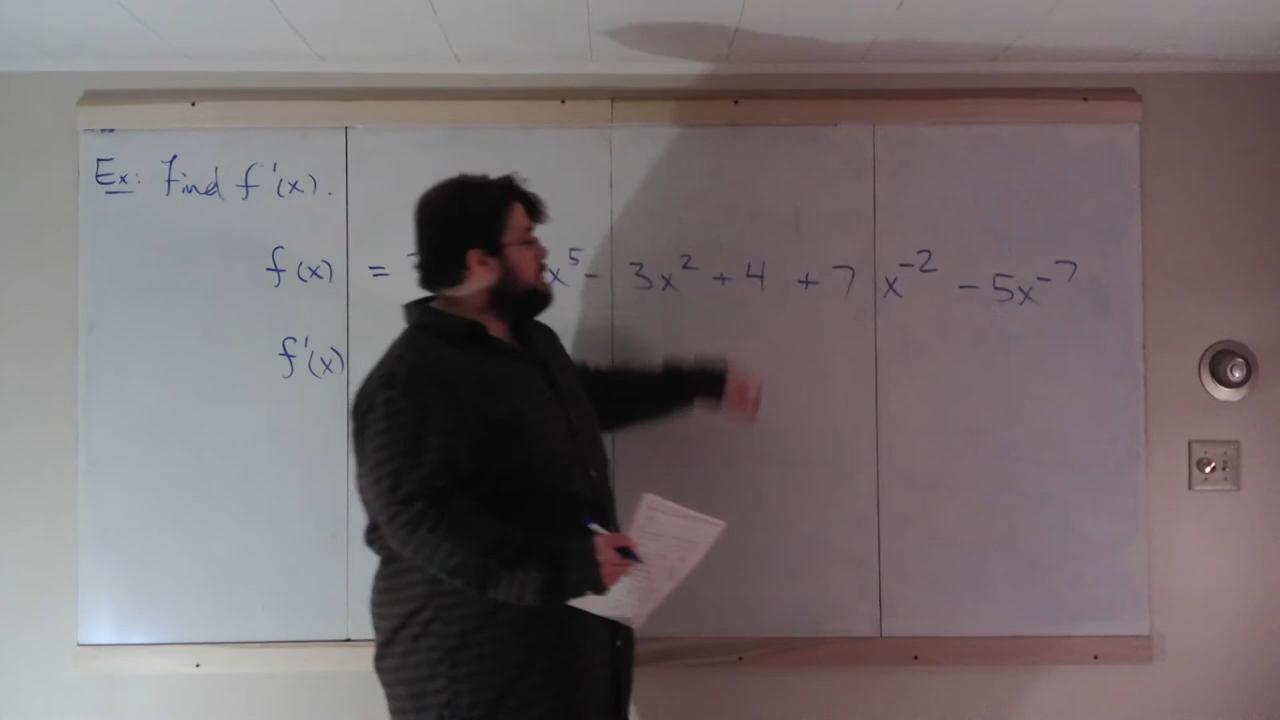 Ex: Find f'(x).
f(x) = x⁵ - 3x² + 4 + 7x⁻² - 5x⁻⁷
f'(x)